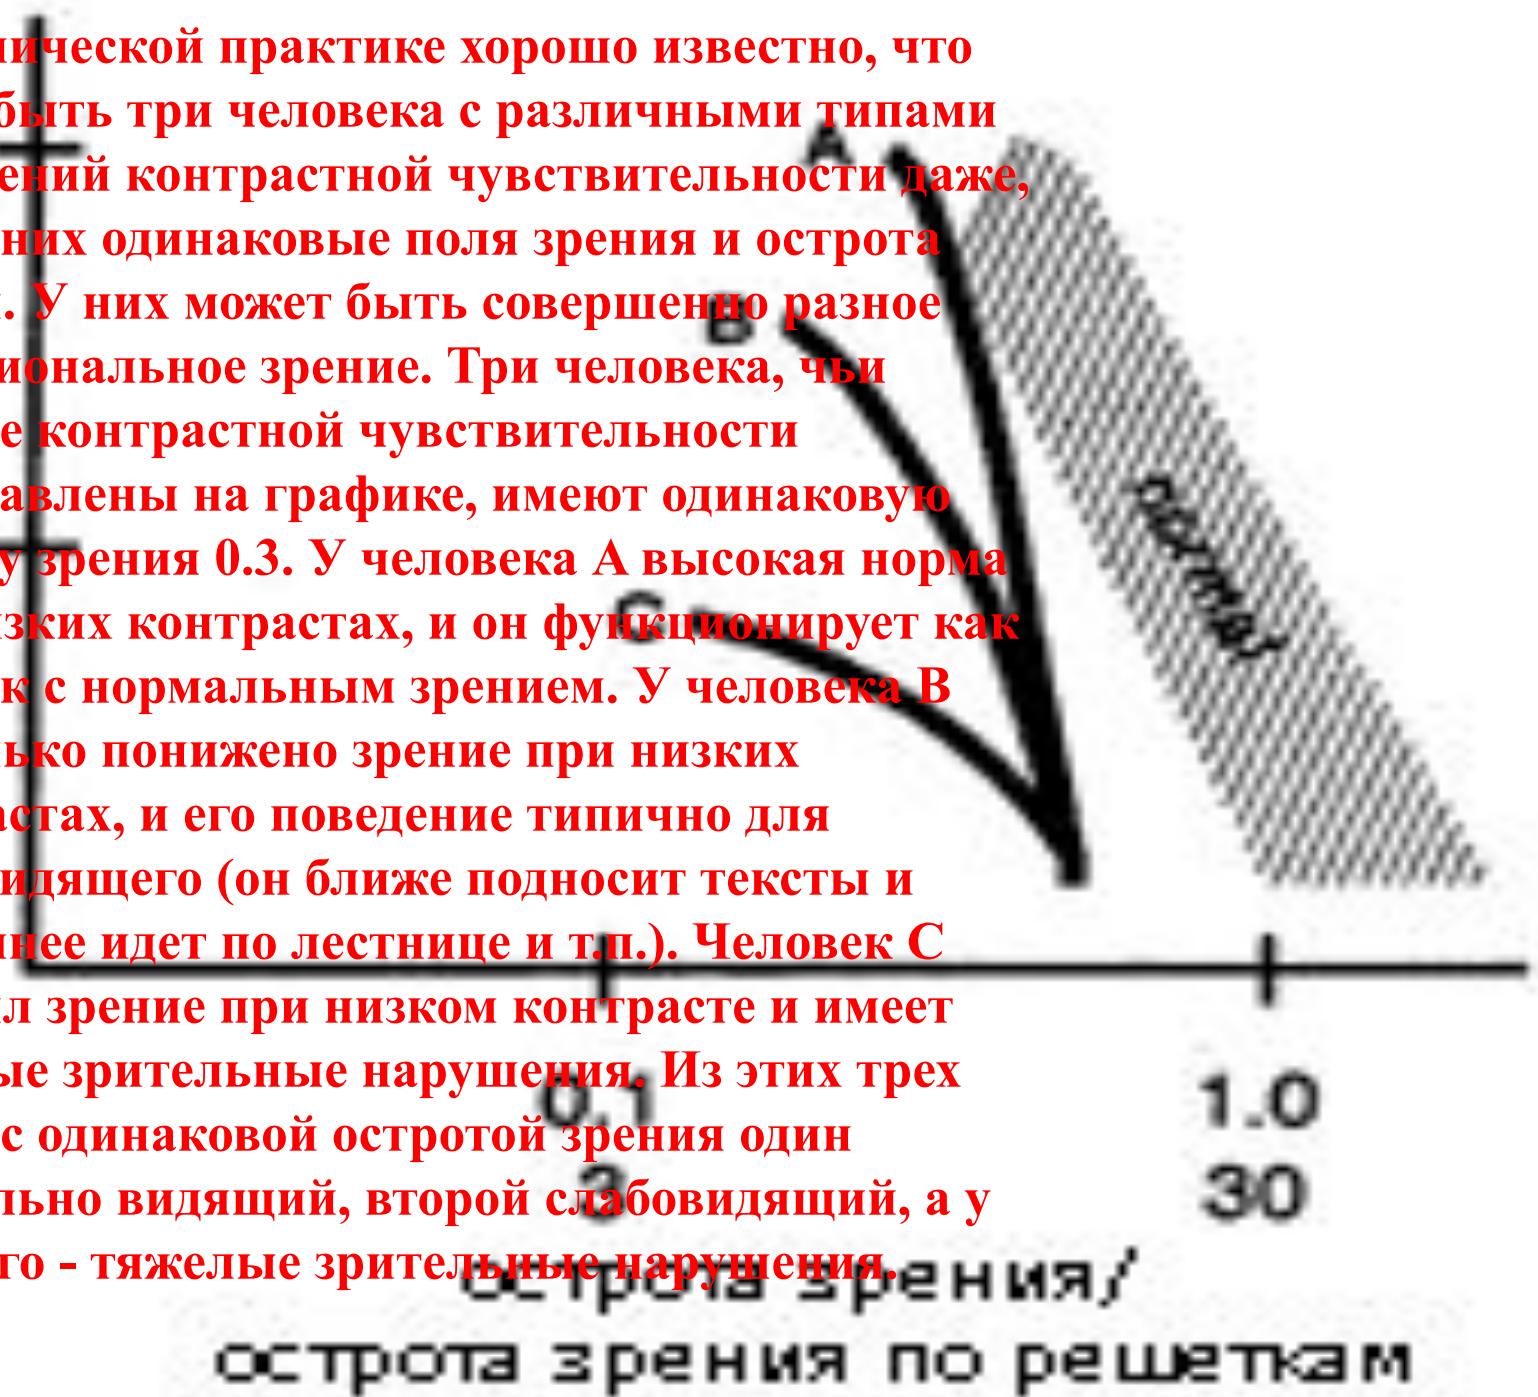 ической практике хорошо известно, что
быть три человека с различными типами
ений контрастной чувствительности даже,
них одинаковые поля зрения и острота
. У них может быть совершенно разное
иональное зрение. Три человека, чьи
е контрастной чувствительности
авлены на графике, имеют одинаковую
у зрения 0.3. У человека А высокая норма
изких контрастах, и он функционирует как
к с нормальным зрением. У человека В
ько понижено зрение при низких
астах, и его поведение типично для
идящего (он ближе подносит тексты и
нее идет по лестнице и т.п.). Человек С
л зрение при низком контрасте и имеет
ые зрительные нарушения. Из этих трех
с одинаковой остротой зрения один
льно видящий, второй слабовидящий, а у
го - тяжелые зрительные нарушения.
A
B
C
0.1 1.0
3 30
острота зрения/
острота зрения по решеткам